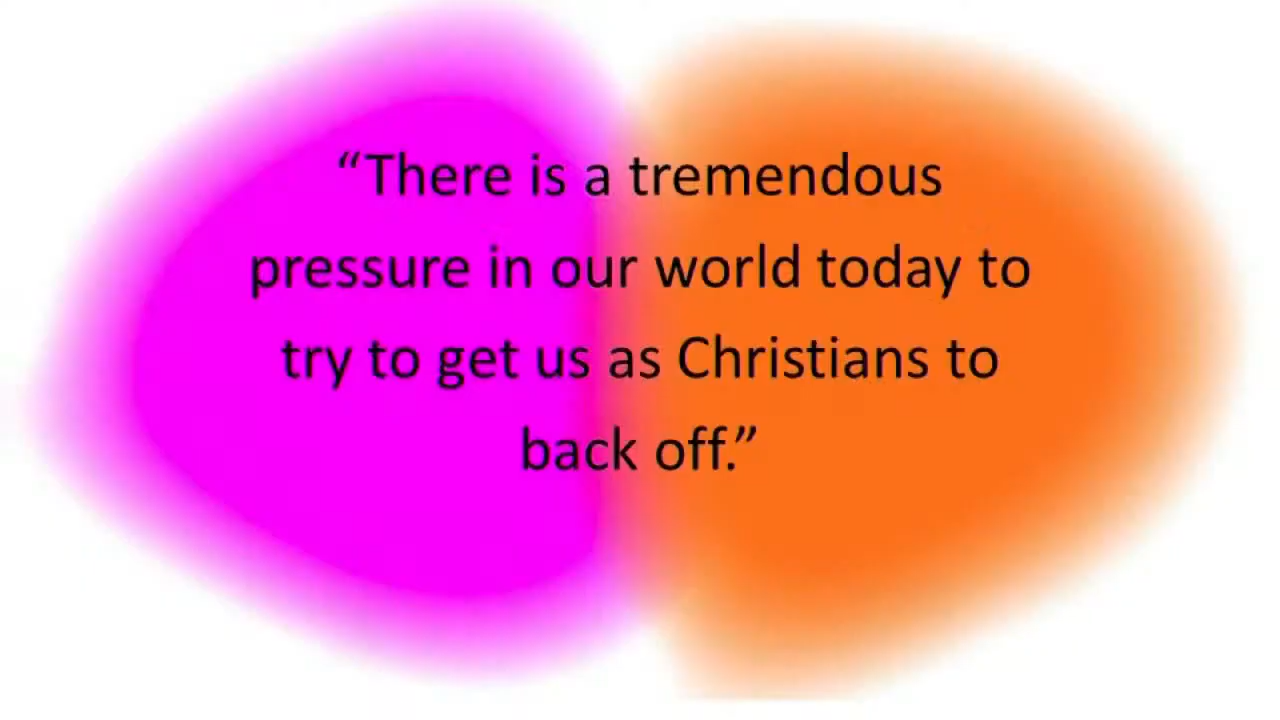 “There is a tremendous
pressure in our world today to
try to get us as Christians to
back off.”